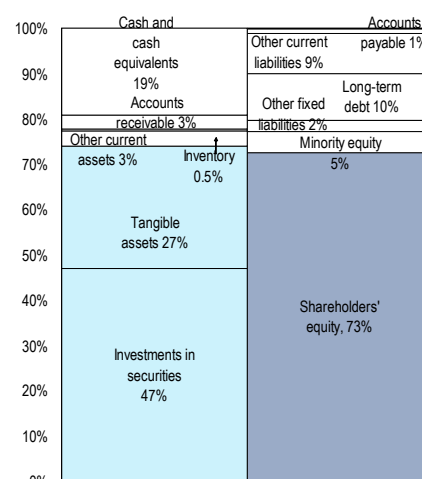 100%
90%
80%
70%
60%
50%
40%
30%
20%
10%
0%
Cash and
cash
equivalents
19%
Accounts
receivable 3%
Other current
assets 3%
Inventory
0.5%
Tangible
assets 27%
Investments in
securities
47%
Accounts
payable 1%
Other current
liabilities 9%
Long-term
debt 10%
Other fixed
liabilities 2%
Minority equity
5%
Shareholders'
equity, 73%